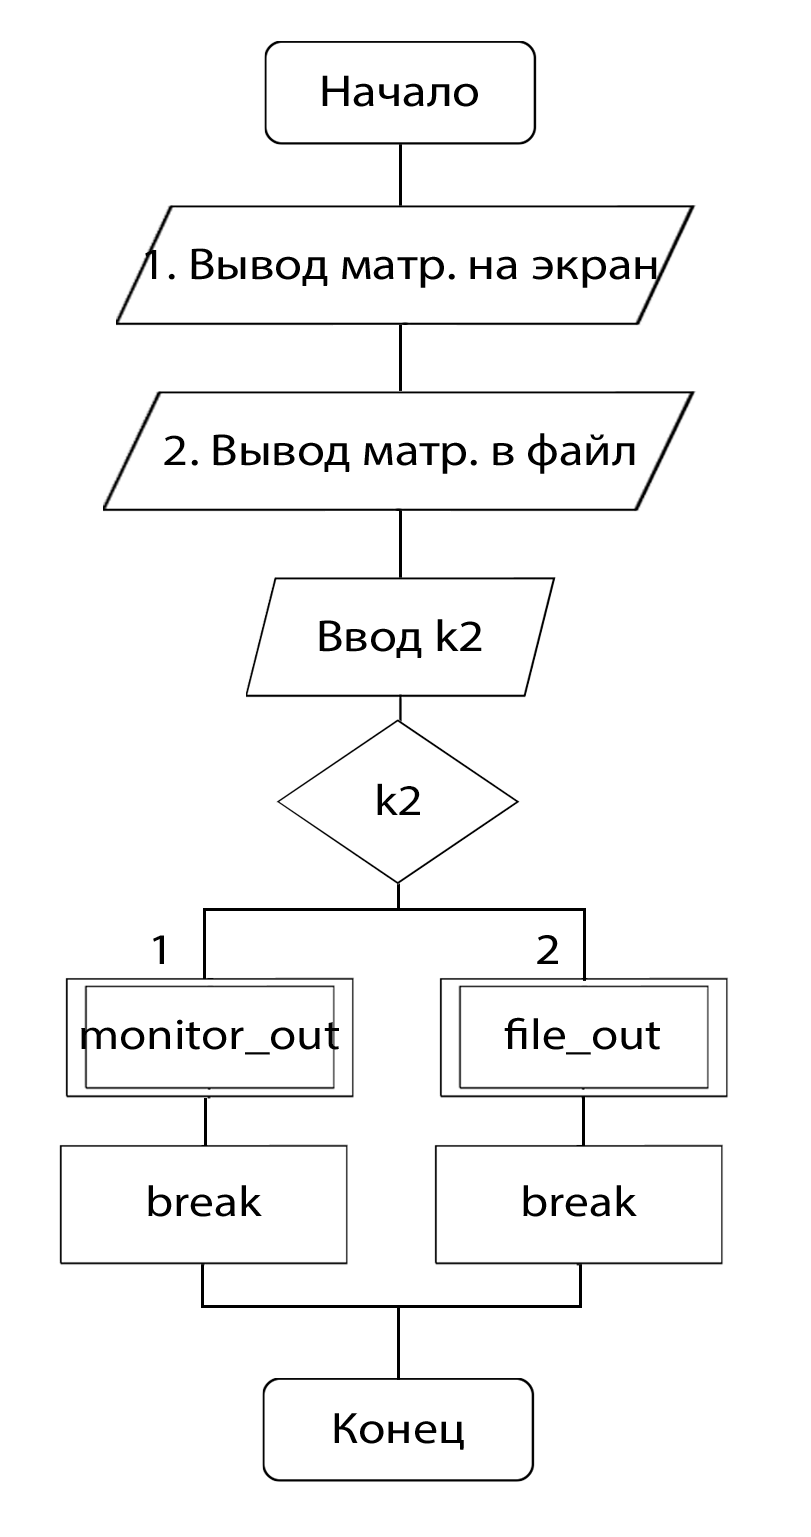 Начало
1. Вывод матр. на экран
2. Вывод матр. в файл
Ввод k2
k2
1
2
monitor_out
file_out
break
break
Конец